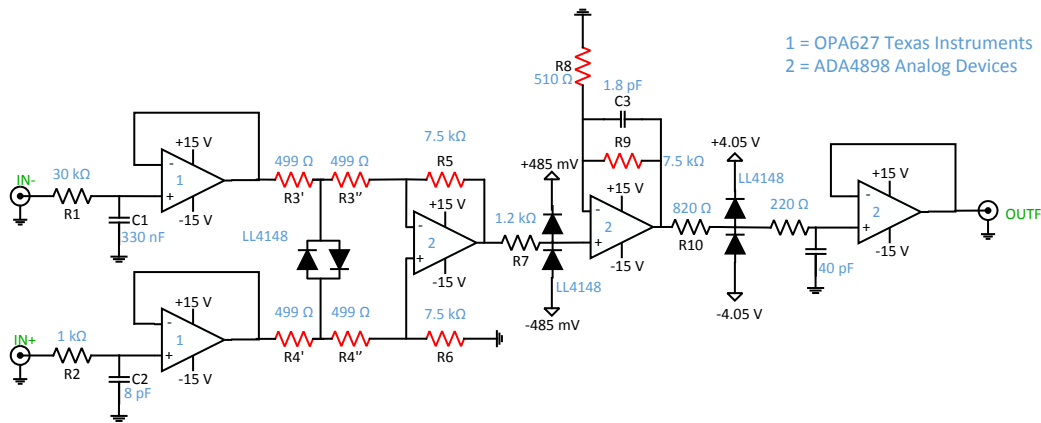 1 = OPA627 Texas Instruments
2 = ADA4898 Analog Devices
R8
510 Ω
1.8 pF
C3
R9
7.5 kΩ
+15 V
-
+
2
-15 V
+485 mV
-485 mV
LL4148
1.2 kΩ
R7
820 Ω
R10
+4.05 V
LL4148
-4.05 V
220 Ω
40 pF
+15 V
-
+
2
-15 V
OUTF
IN-
30 kΩ
R1
C1
330 nF
+15 V
-
+
1
-15 V
499 Ω
R3'
499 Ω
R3''
7.5 kΩ
R5
+15 V
-
+
2
-15 V
LL4148
IN+
1 kΩ
R2
C2
8 pF
+15 V
-
+
1
-15 V
499 Ω
R4'
499 Ω
R4''
7.5 kΩ
R6